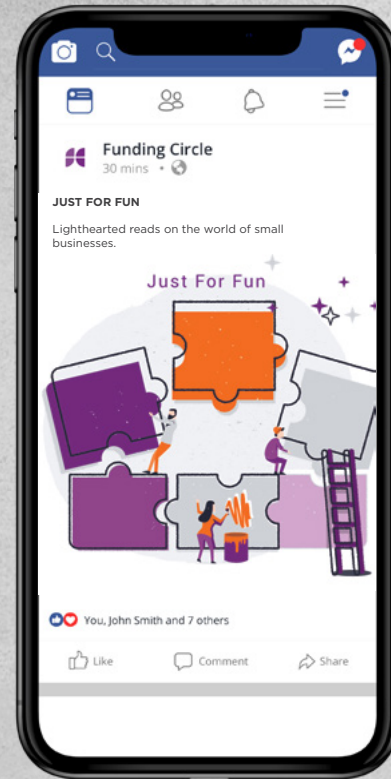 Funding Circle
30 mins
JUST FOR FUN
Lighthearted reads on the world of small
businesses.
Just For Fun
You, John Smith and 7 others
Like Comment Share